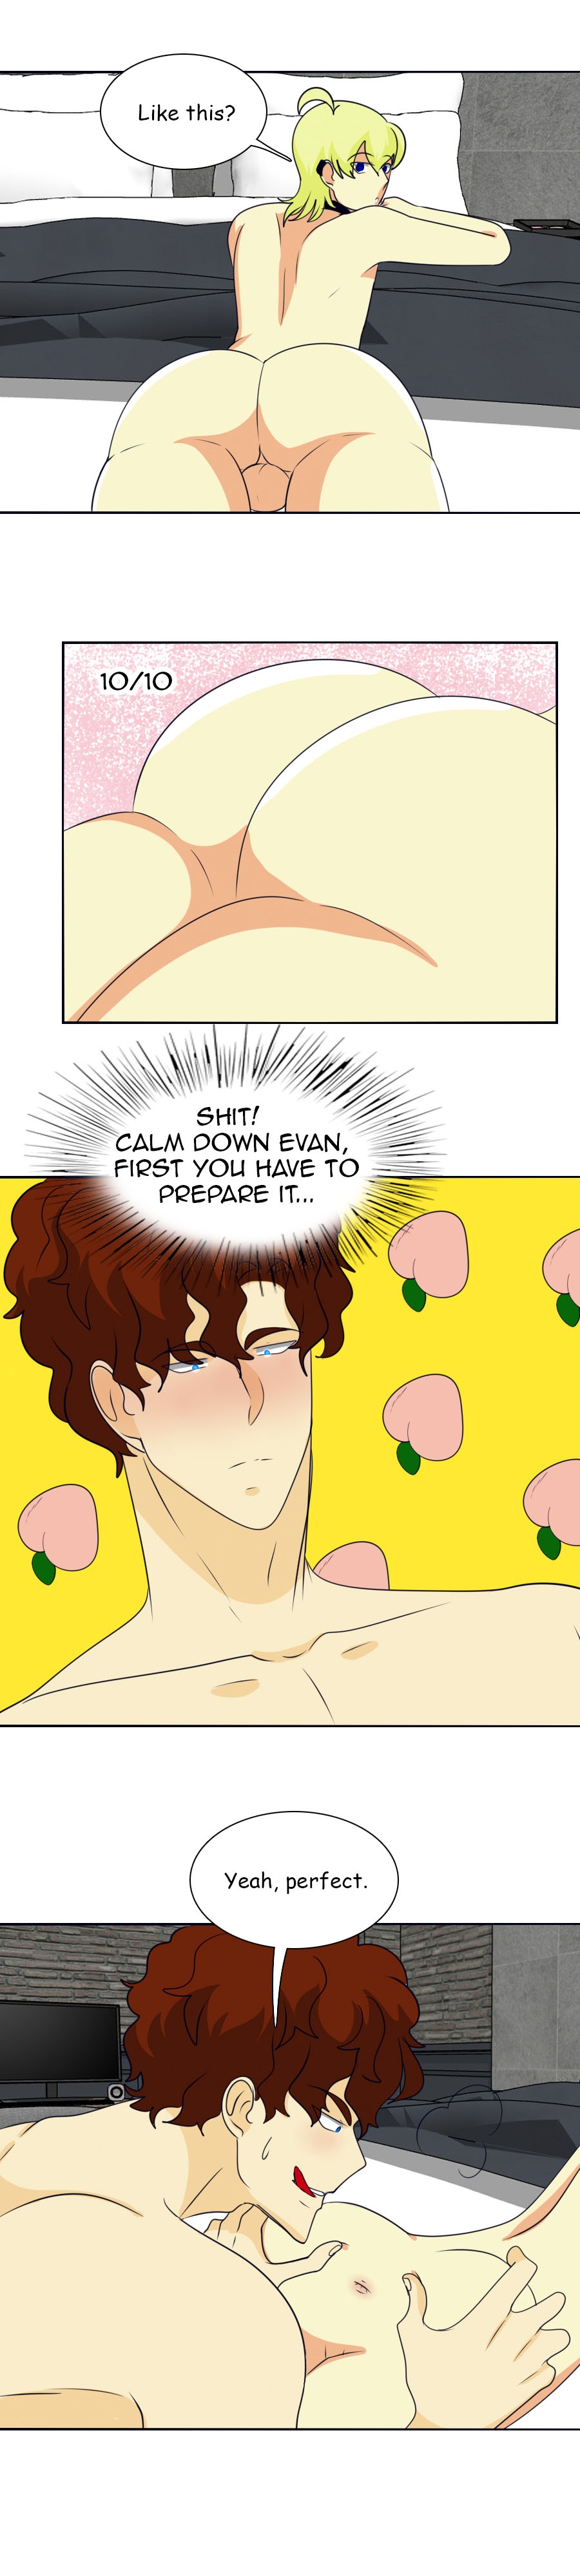 Like this?
10/10
SHIT!
CALM DOWN EVAN,
FIRST YOU HAVE TO
PREPARE IT...
Yeah, perfect.